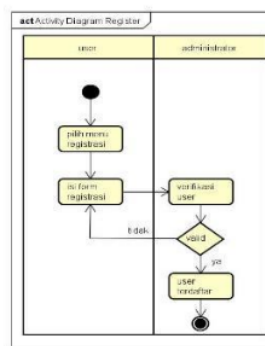 act Activity Diagram Register
user
administrator
pilih menu
registrasi
isi form
registrasi
verifikasi
user
tidak
valid
ya
user
terdaftar